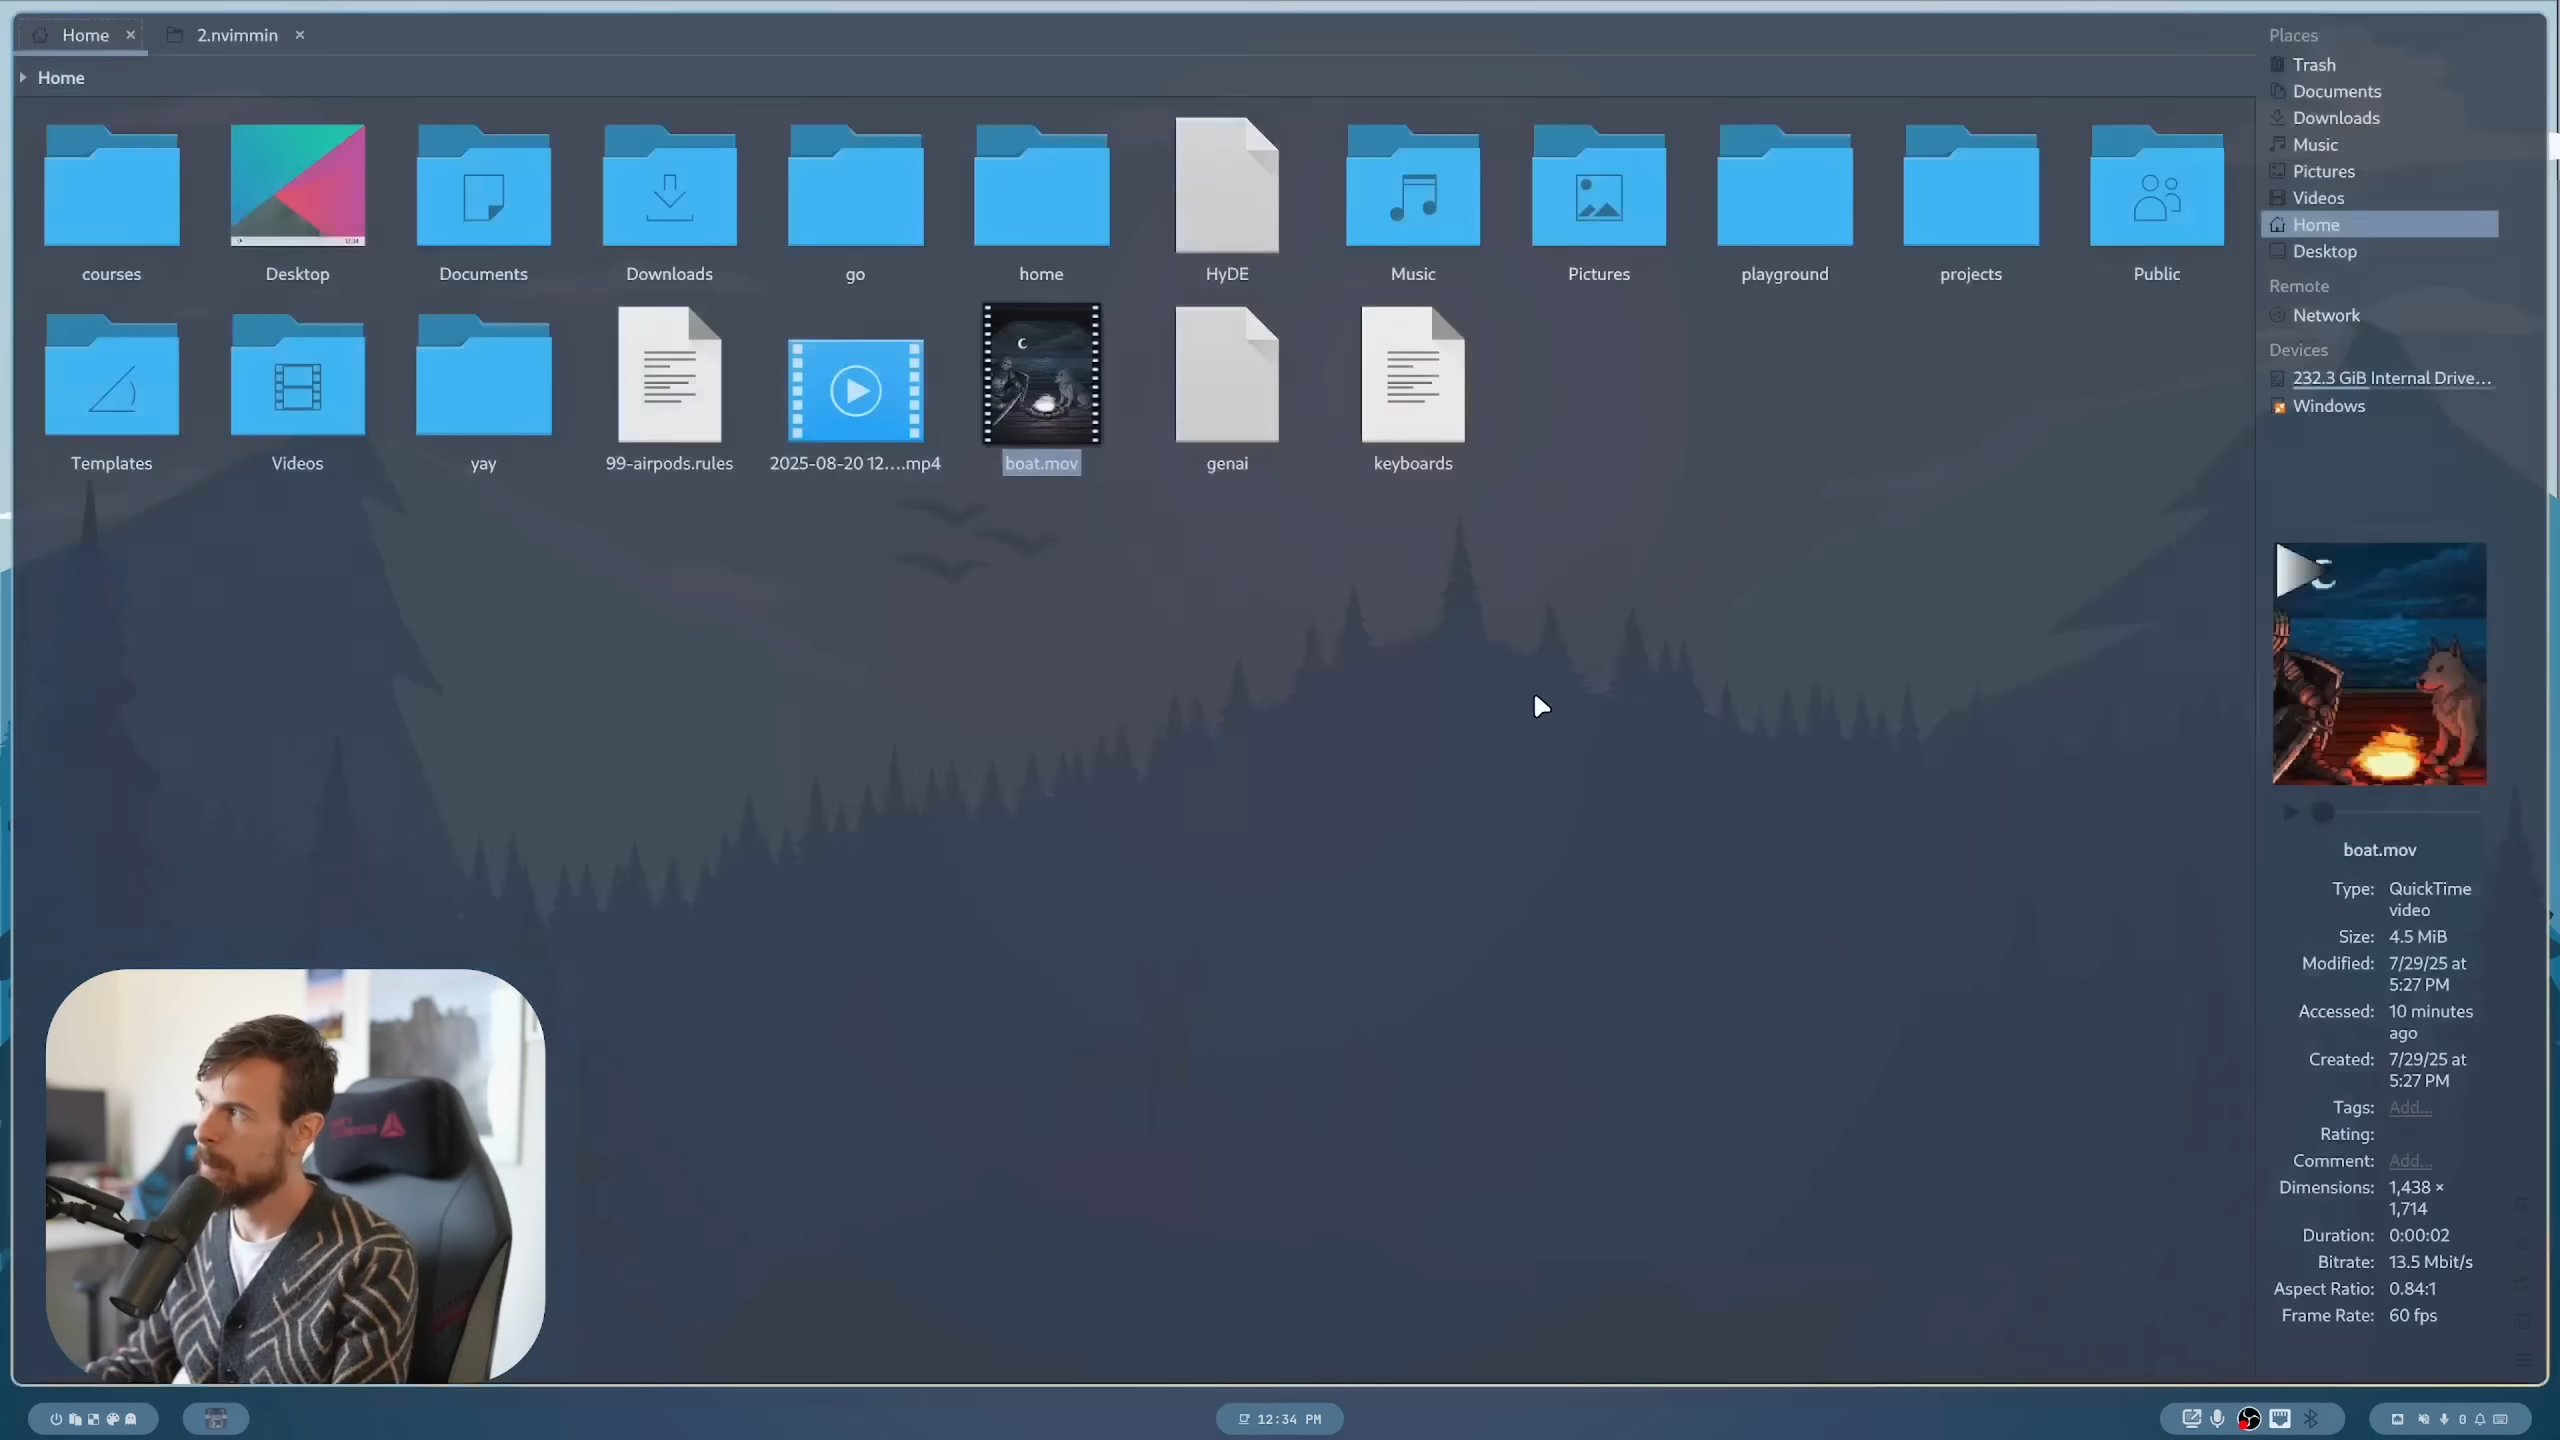 Home
2.nvimmin
Home
courses
Desktop
Documents
Downloads
go
home
HyDE
Music
Pictures
playground
projects
Public
Templates
Videos
yay
99-airpods.rules
2025-08-20 12....mp4
boat.mov
genai
keyboards
Places
Trash
Documents
Downloads
Music
Pictures
Videos
Home
Desktop
Remote
Network
Devices
232.3 GiB Internal Drive...
Windows
boat.mov
Type: QuickTime
video
Size: 4.5 MiB
Modified: 7/29/25 at
5:27 PM
Accessed: 10 minutes
ago
Created: 7/29/25 at
5:27 PM
Tags: Add...
Rating:
Comment: Add...
Dimensions: 1,438 ×
1,714
Duration: 0:00:02
Bitrate: 13.5 Mbit/s
Aspect Ratio: 0.84:1
Frame Rate: 60 fps
12:34 PM
0